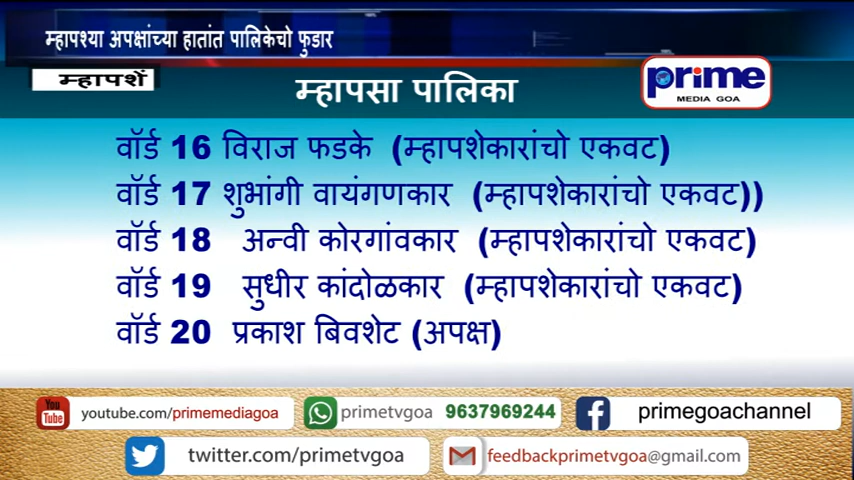 म्हापश्या अपक्षांच्या हातांत पालिकेचो फुडार
म्हापशें
म्हापसा पालिका
prime
MEDIA GOA
वॉर्ड 16 विराज फडके (म्हापशेकारांचो एकवट)
वॉर्ड 17 शुभांगी वायंगणकार (म्हापशेकारांचो एकवट))
वॉर्ड 18 अन्वी कोरगांवकार (म्हापशेकारांचो एकवट)
वॉर्ड 19 सुधीर कांदोळकार (म्हापशेकारांचो एकवट)
वॉर्ड 20 प्रकाश बिवशेट (अपक्ष)
You Tube youtube.com/primemediagoa primetvgoa 9637969244 primegoachannel
twitter.com/primetvgoa feedbackprimetvgoa@gmail.com